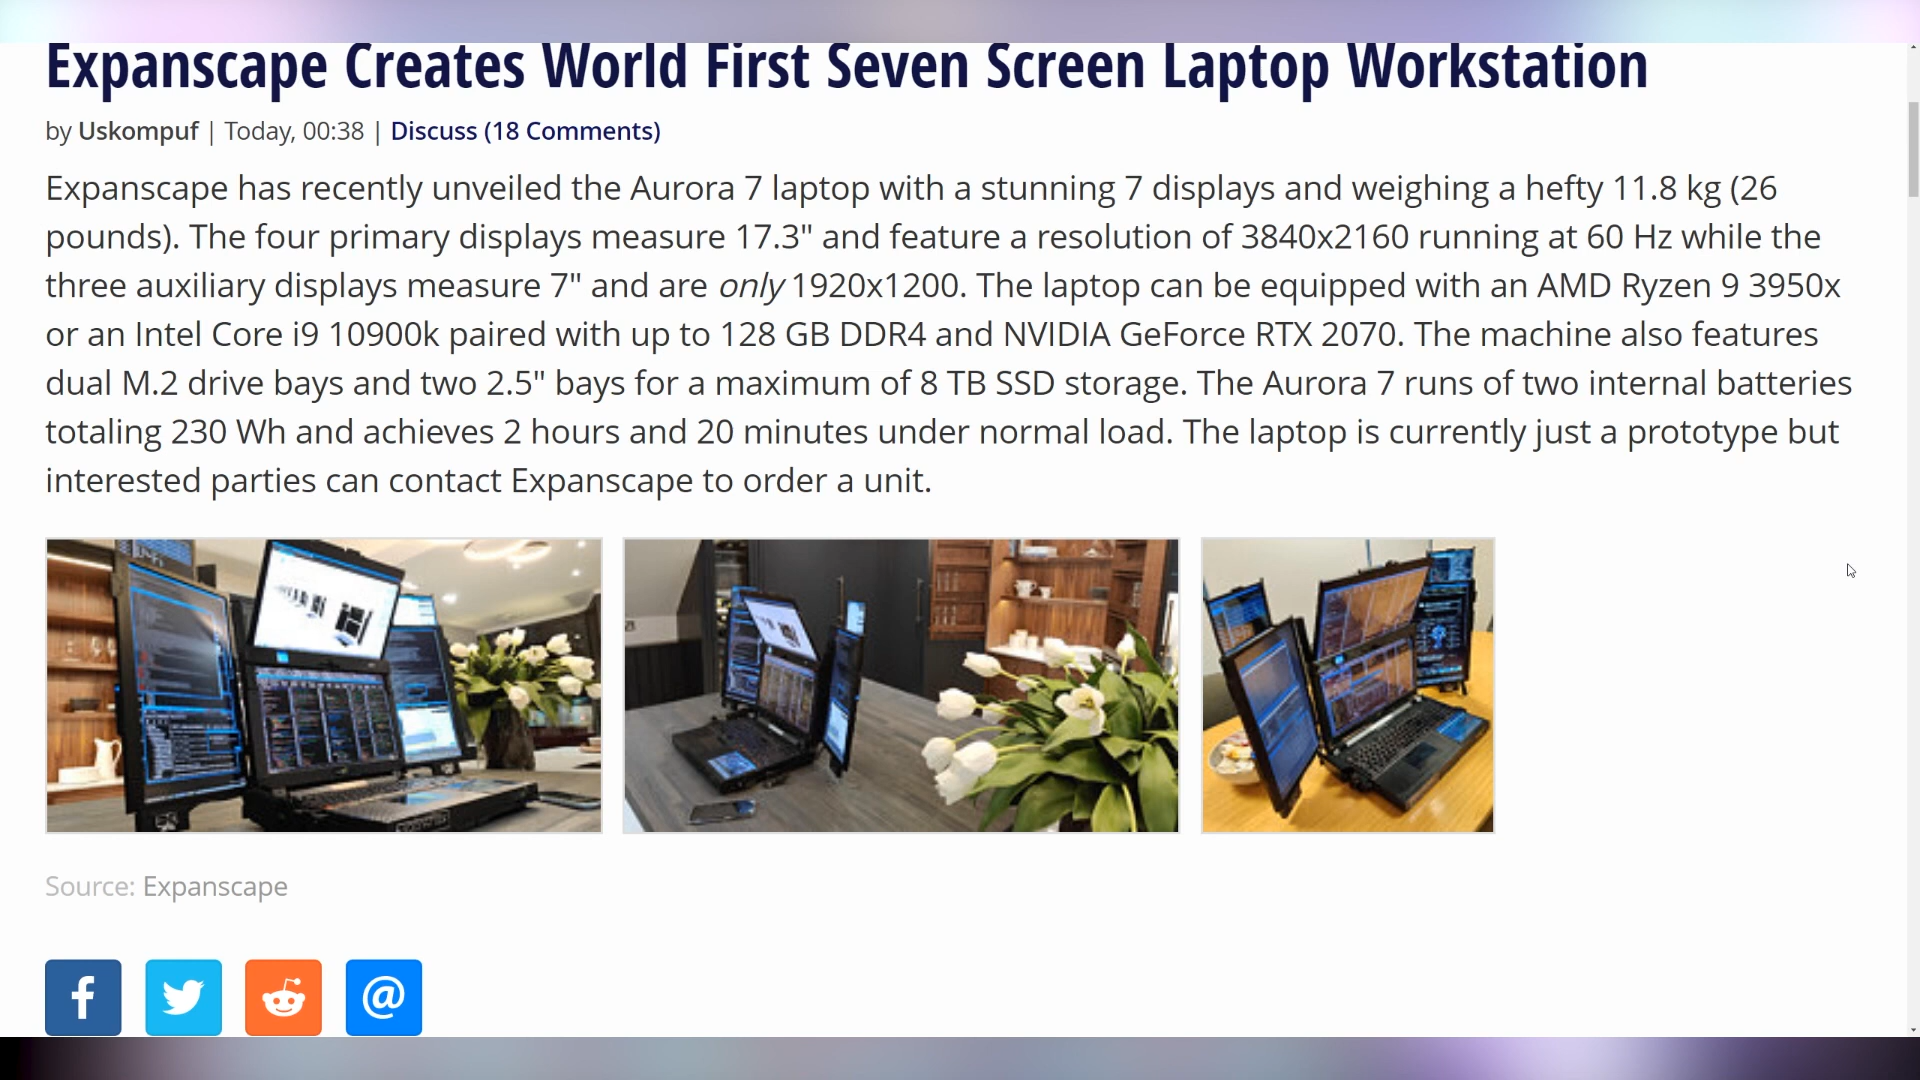 Expanscape Creates World First Seven Screen Laptop Workstation
by Uskompuf | Today, 00:38 | Discuss (18 Comments)
Expanscape has recently unveiled the Aurora 7 laptop with a stunning 7 displays and weighing a hefty 11.8 kg (26
pounds). The four primary displays measure 17.3" and feature a resolution of 3840x2160 running at 60 Hz while the
three auxiliary displays measure 7" and are only 1920x1200. The laptop can be equipped with an AMD Ryzen 9 3950x
or an Intel Core i9 10900k paired with up to 128 GB DDR4 and NVIDIA GeForce RTX 2070. The machine also features
dual M.2 drive bays and two 2.5" bays for a maximum of 8 TB SSD storage. The Aurora 7 runs of two internal batteries
totaling 230 Wh and achieves 2 hours and 20 minutes under normal load. The laptop is currently just a prototype but
interested parties can contact Expanscape to order a unit.
Source: Expanscape